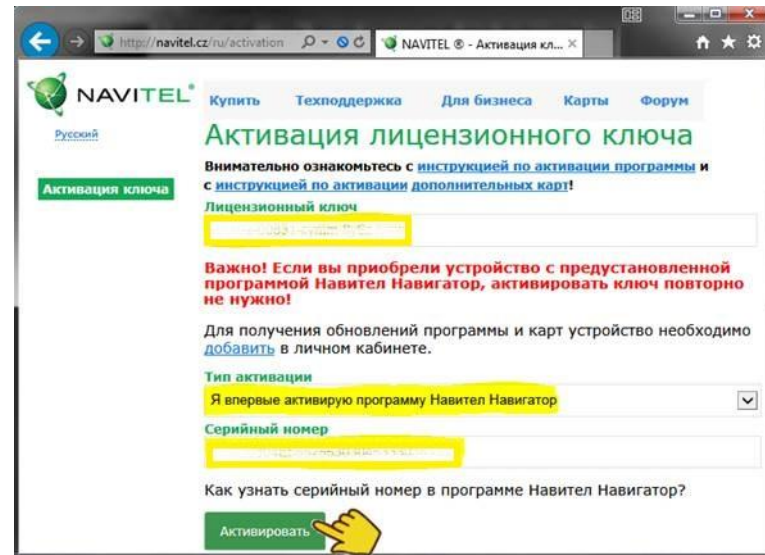 http://navitel.cz/ru/activation
NAVITEL ® - Активация кл...
NAVITEL®
Купить Техподдержка Для бизнеса Карты Форум
Русский
Активация лицензионного ключа
Внимательно ознакомьтесь с инструкцией по активации программы и
с инструкцией по активации дополнительных карт!
Активация ключа
Лицензионный ключ
Важно! Если вы приобрели устройство с предустановленной
программой Навител Навигатор, активировать ключ повторно
не нужно!
Для получения обновлений программы и карт устройство необходимо
добавить в личном кабинете.
Тип активации
Я впервые активирую программу Навител Навигатор
Серийный номер
Как узнать серийный номер в программе Навител Навигатор?
Активировать